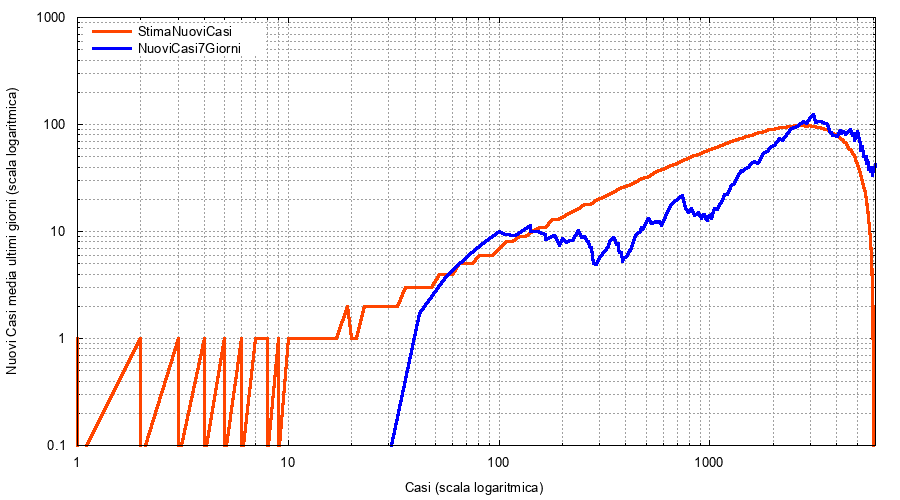 1000
StimaNuoviCasi
NuoviCasi7Giorni
100
10
1
0.1
Nuovi Casi media ultimi giorni (scala logaritmica)
1
10
100
1000
Casi (scala logaritmica)